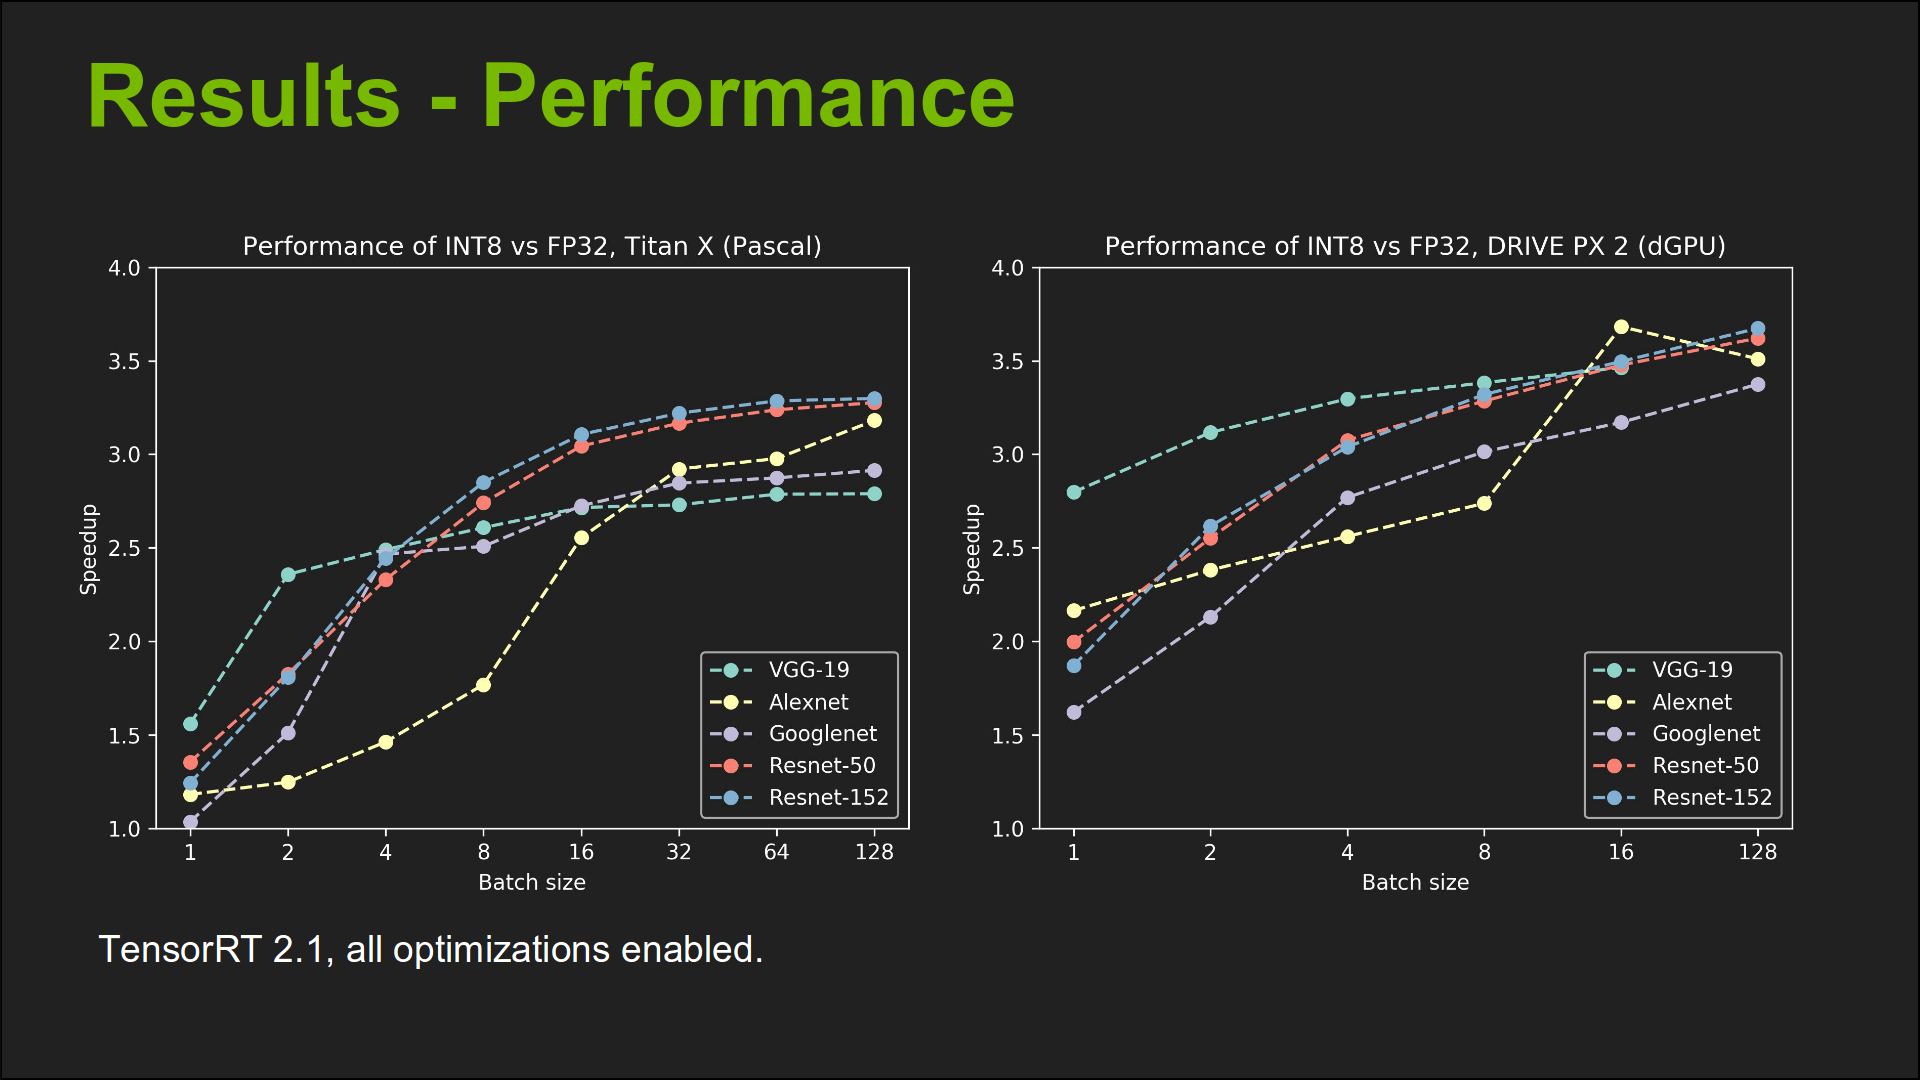 Results - Performance
Performance of INT8 vs FP32, Titan X (Pascal)
4.0
3.5
3.0
2.5
2.0
1.5
1.0
Speedup
VGG-19
Alexnet
Googlenet
Resnet-50
Resnet-152
1 2 4 8 16 32 64 128
Batch size
Performance of INT8 vs FP32, DRIVE PX 2 (dGPU)
4.0
3.5
3.0
2.5
2.0
1.5
1.0
Speedup
VGG-19
Alexnet
Googlenet
Resnet-50
Resnet-152
1 2 4 8 16 128
Batch size
TensorRT 2.1, all optimizations enabled.